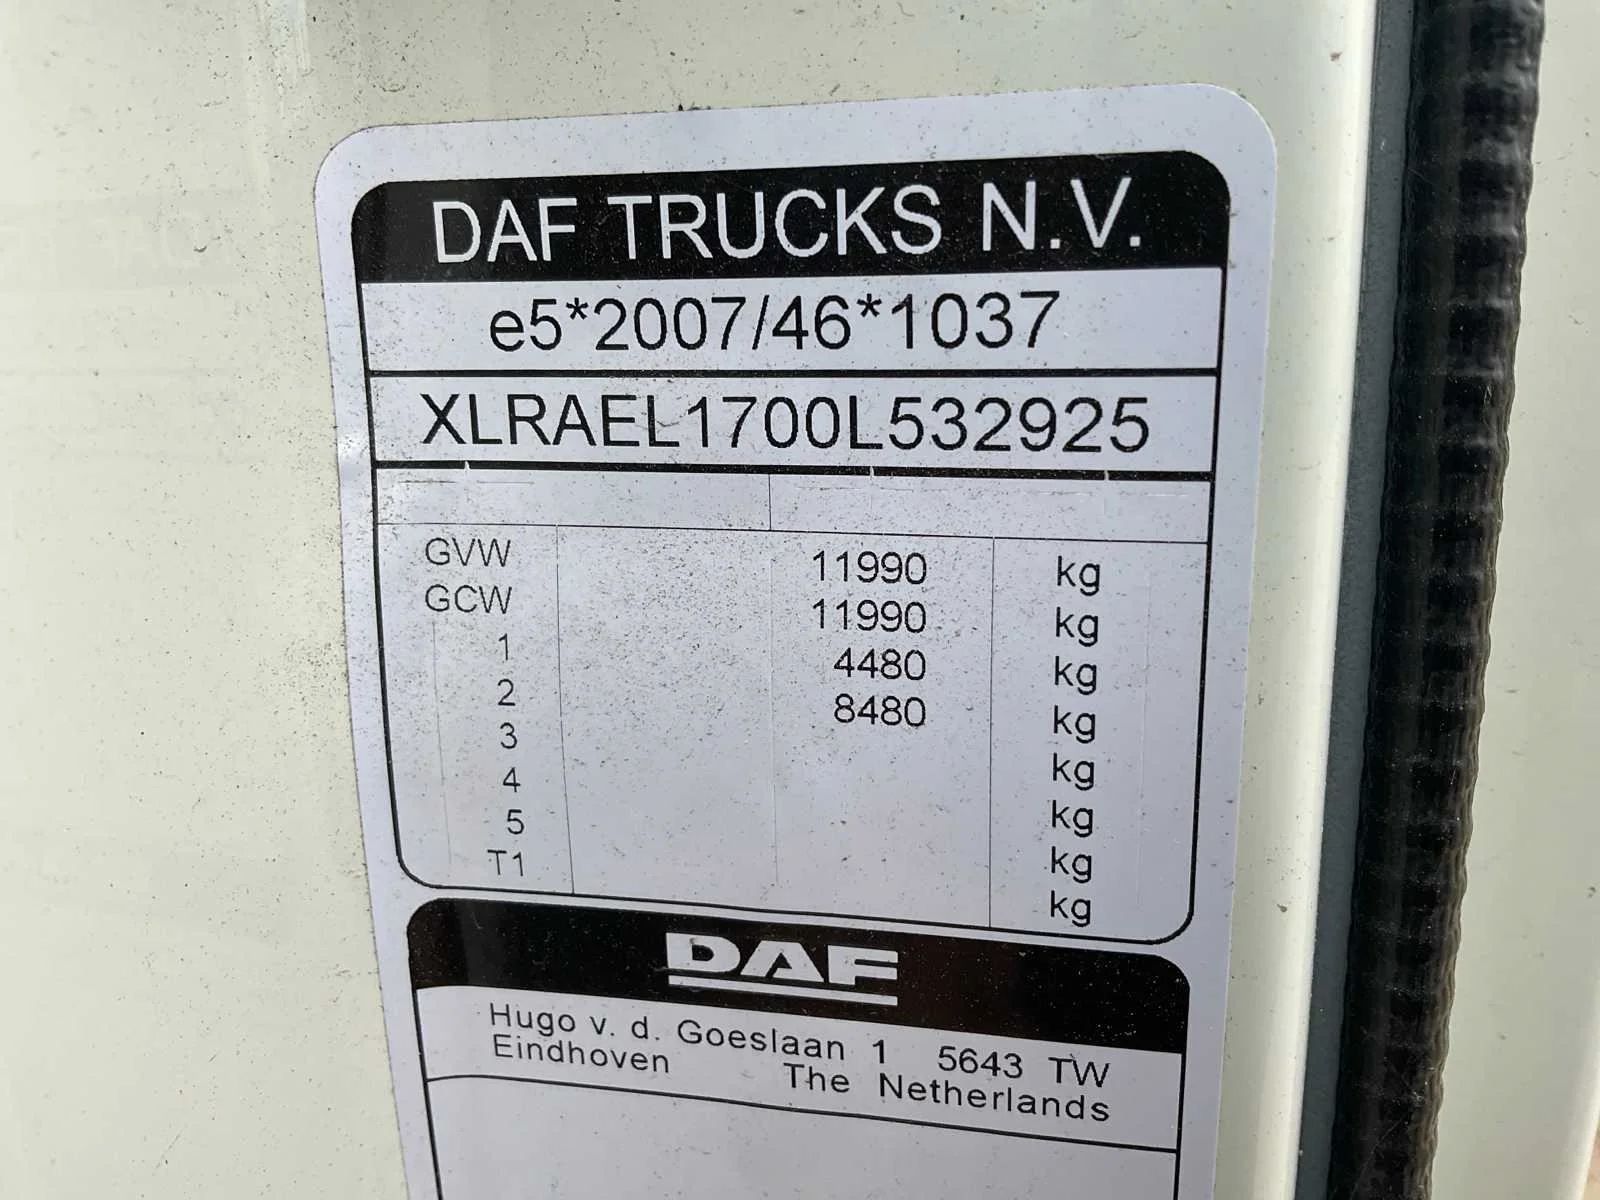 DAF TRUCKS N.V.
e5*2007/46*1037
XLRAEL1700L532925
GVW 11990 kg
GCW 11990 kg
1 4480 kg
2 8480 kg
3 kg
4 kg
5 kg
T1 kg
DAF
Hugo v. d. Goeslaan 1 5643 TW
Eindhoven The Netherlands